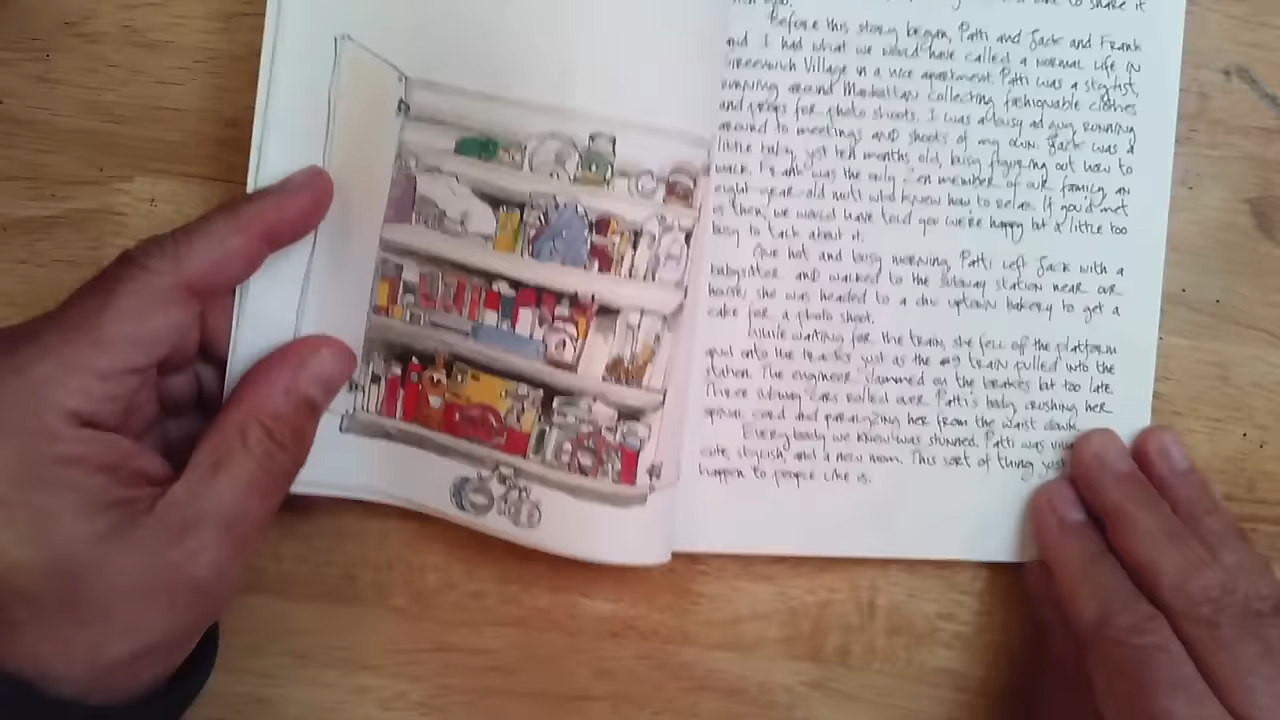 to share it
Before this story began, Patti and Jack and Frank
and I had what we would have called a normal life in
Greenwich Village in a nice apartment. Patti was a stylist,
running around Manhattan collecting fashionable clothes
and props for photo shoots. I was a busy ad guy, running
around to meetings and shoots of my own. Jack was a
little baby, just ten months old, busy figuring out how to
walk. Frank was the only member of our family, an
eight-year-old mutt who knew how to relax. If you'd met
us then, we would have told you we're happy but a little too
busy to talk about it.
One hot and busy morning, Patti left Jack with a
babysitter and walked to the subway station near our
house, she was headed to a chic uptown bakery to get a
cake for a photo shoot.
While waiting for the train, she fell off the platform
and onto the tracks just as the #9 train pulled into the
station. The engineer slammed on the brakes but too late.
Three subway cars rolled over Patti's body, crushing her
spinal cord and paralyzing her from the waist down.
Everybody we knew was stunned. Patti was
cute, stylish, and a new mom. This sort of thing just
happen to people like us.